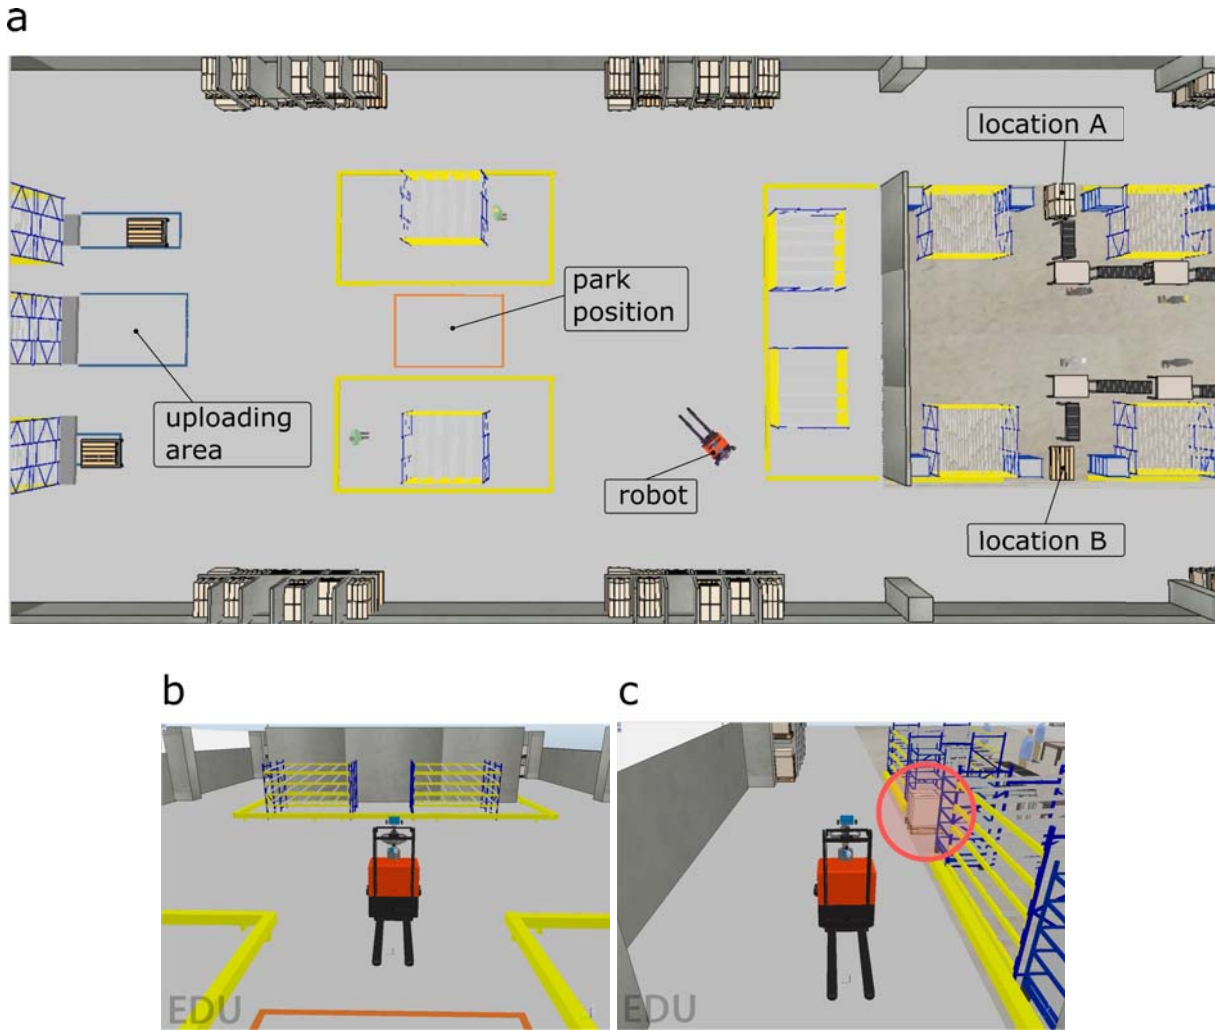 a
location A
park
position
uploading
area
robot
location B
b
c
EDU
EDU